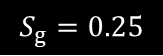 S_g = 0.25